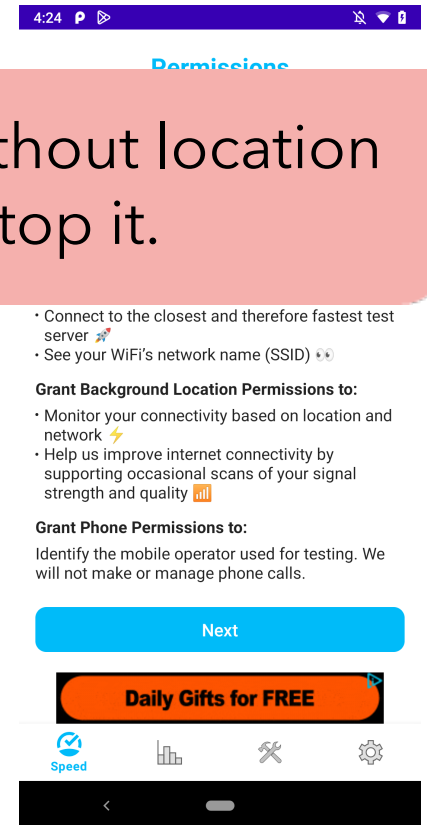 4:24
Permissions
thout location
top it.
• Connect to the closest and therefore fastest test
server 🚀
• See your WiFi's network name (SSID) 👀
Grant Background Location Permissions to:
• Monitor your connectivity based on location and
network ⚡
• Help us improve internet connectivity by
supporting occasional scans of your signal
strength and quality 📶
Grant Phone Permissions to:
Identify the mobile operator used for testing. We
will not make or manage phone calls.
Next
Daily Gifts for FREE
Speed